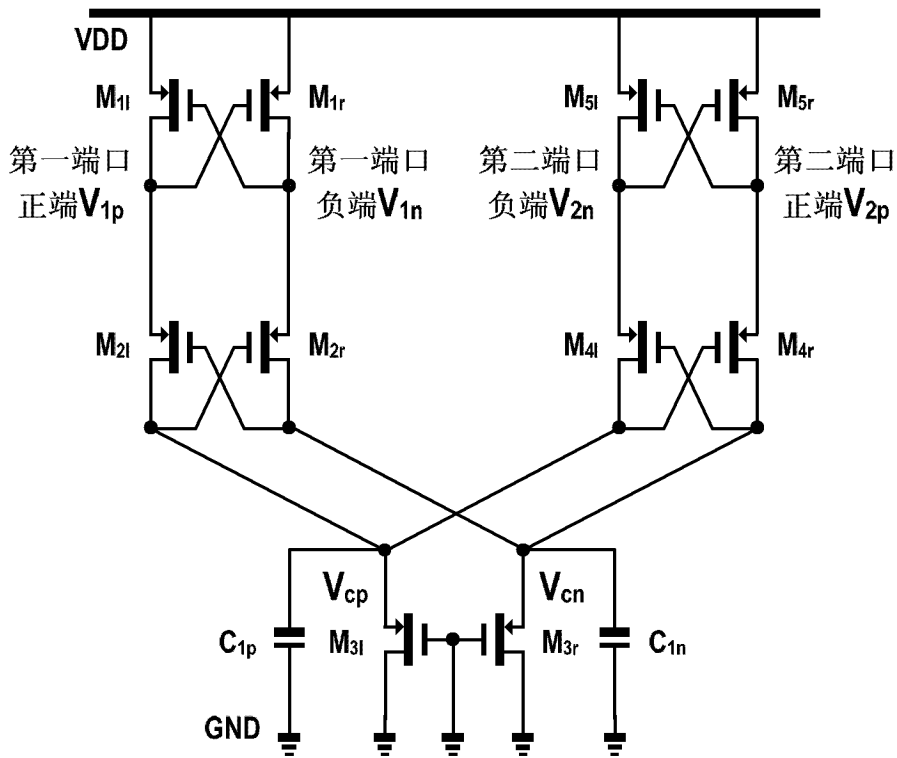 VDD
M1l M1r M5l M5r
第一端口 第一端口 第二端口 第二端口
正端V1p 负端V1n 负端V2n 正端V2p
M2l M2r M4l M4r
Vcp Vcn
C1p M3l M3r C1n
GND